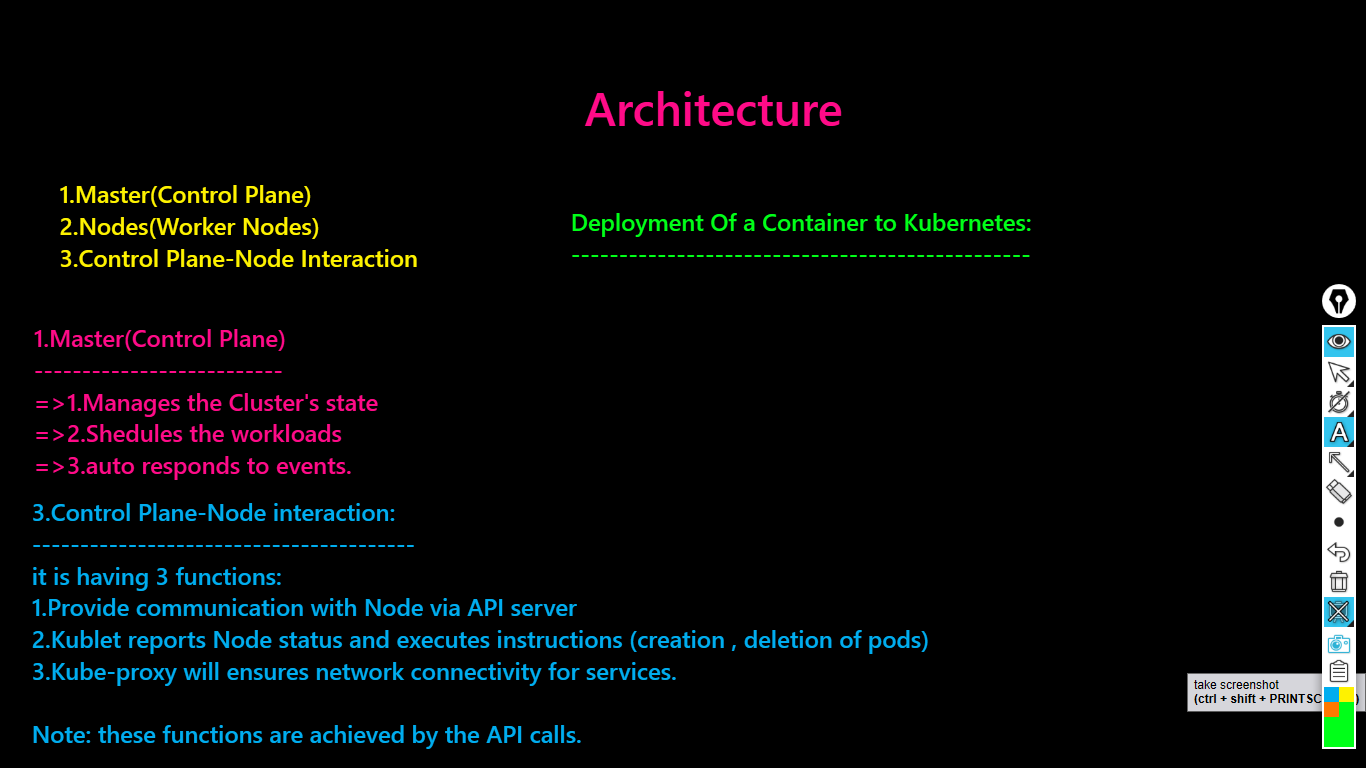 Architecture
1.Master(Control Plane)
2.Nodes(Worker Nodes)
3.Control Plane-Node Interaction
Deployment Of a Container to Kubernetes:
------------------------------------------------
1.Master(Control Plane)
--------------------------
=>1.Manages the Cluster's state
=>2.Shedules the workloads
=>3.auto responds to events.
3.Control Plane-Node interaction:
----------------------------------------
it is having 3 functions:
1.Provide communication with Node via API server
2.Kublet reports Node status and executes instructions (creation , deletion of pods)
3.Kube-proxy will ensures network connectivity for services.
Note: these functions are achieved by the API calls.
take screenshot
(ctrl + shift + PRINTSC
A